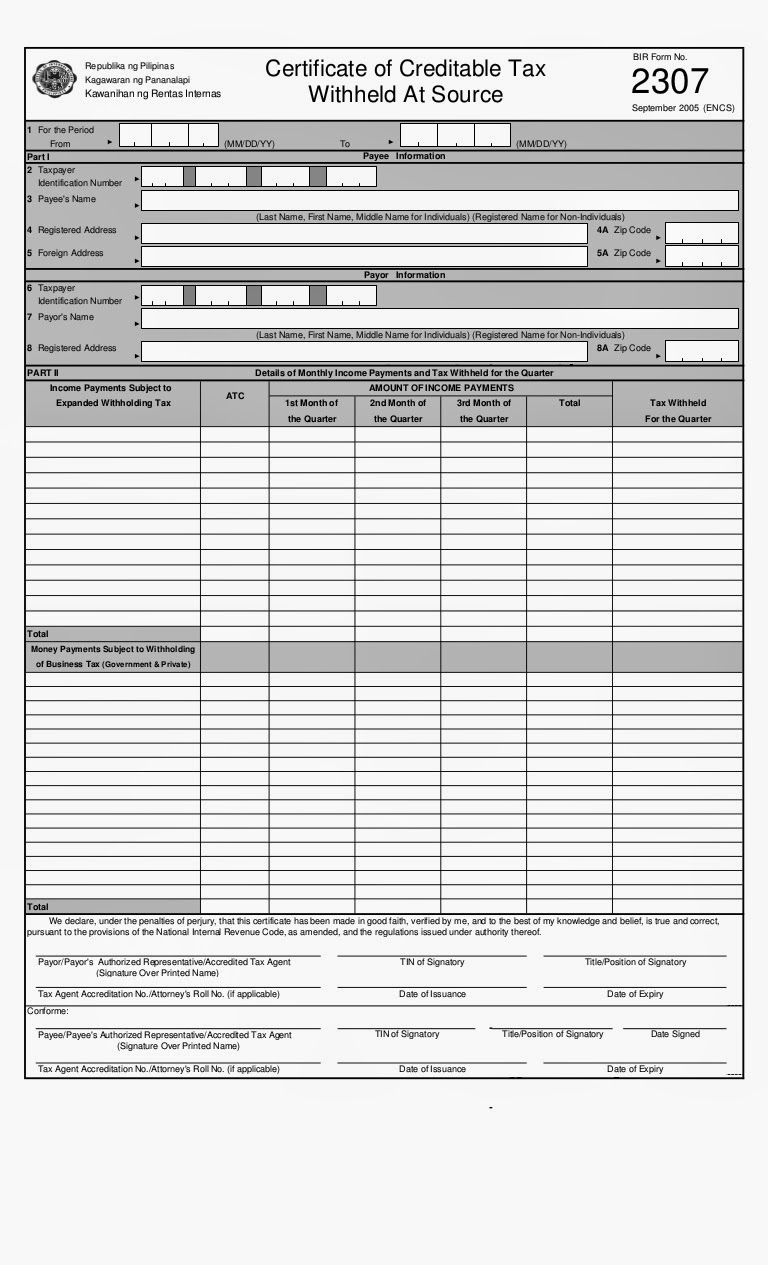 Republika ng Pilipinas
Kagawaran ng Pananalapi
Kawanihan ng Rentas Internas
Certificate of Creditable Tax
Withheld At Source
BIR Form No.
2307
September 2005 (ENCS)
1 For the Period
From (MM/DD/YY) To (MM/DD/YY)
Part I Payee Information
2 Taxpayer
Identification Number
3 Payee's Name
(Last Name, First Name, Middle Name for Individuals) (Registered Name for Non-Individuals)
4 Registered Address 4A Zip Code
5 Foreign Address 5A Zip Code
Payor Information
6 Taxpayer
Identification Number
7 Payor's Name
(Last Name, First Name, Middle Name for Individuals) (Registered Name for Non-Individuals)
8 Registered Address 8A Zip Code
PART II Details of Monthly Income Payments and Tax Withheld for the Quarter
Income Payments Subject to
Expanded Withholding Tax
ATC
AMOUNT OF INCOME PAYMENTS
1st Month of
the Quarter
2nd Month of
the Quarter
3rd Month of
the Quarter
Total
Tax Withheld
For the Quarter
Total
Money Payments Subject to Withholding
of Business Tax (Government & Private)
Total
We declare, under the penalties of perjury, that this certificate has been made in good faith, verified by me, and to the best of my knowledge and belief, is true and correct,
pursuant to the provisions of the National Internal Revenue Code, as amended, and the regulations issued under authority thereof.
Payor/Payor's Authorized Representative/Accredited Tax Agent TIN of Signatory Title/Position of Signatory
(Signature Over Printed Name)
Tax Agent Accreditation No./Attorney's Roll No. (if applicable) Date of Issuance Date of Expiry
Conforme:
Payee/Payee's Authorized Representative/Accredited Tax Agent TIN of Signatory Title/Position of Signatory Date Signed
(Signature Over Printed Name)
Tax Agent Accreditation No./Attorney's Roll No. (if applicable) Date of Issuance Date of Expiry